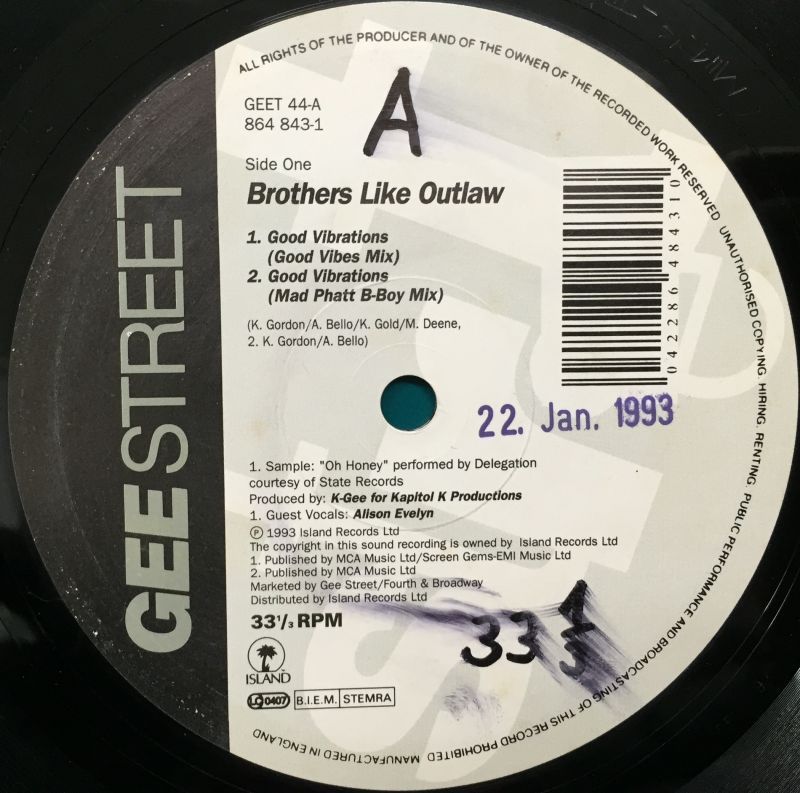 ALL RIGHTS OF THE PRODUCER AND OF THE OWNER OF THE RECORDED WORK RESERVED. UNAUTHORISED COPYING. HIRING. RENTING. PUBLIC PERFORMANCE AND BROADCASTING OF THIS RECORD PROHIBITED. MANUFACTURED IN ENGLAND
GEESTREET
GEET 44-A
864 843-1
A
Side One
Brothers Like Outlaw
1. Good Vibrations
(Good Vibes Mix)
2. Good Vibrations
(Mad Phatt B-Boy Mix)
(K. Gordon/A. Bello/K. Gold/M. Deene,
2. K. Gordon/A. Bello)
0 42286 48431 0
22. Jan. 1993
1. Sample: "Oh Honey" performed by Delegation
courtesy of State Records
Produced by: K-Gee for Kapitol K Productions
1. Guest Vocals: Alison Evelyn
℗ 1993 Island Records Ltd
The copyright in this sound recording is owned by Island Records Ltd
1. Published by MCA Music Ltd/Screen Gems-EMI Music Ltd
2. Published by MCA Music Ltd
Marketed by Gee Street/Fourth & Broadway
Distributed by Island Records Ltd
33 1/3 RPM
33 1/3
ISLAND
LC 0407 B.I.E.M. STEMRA